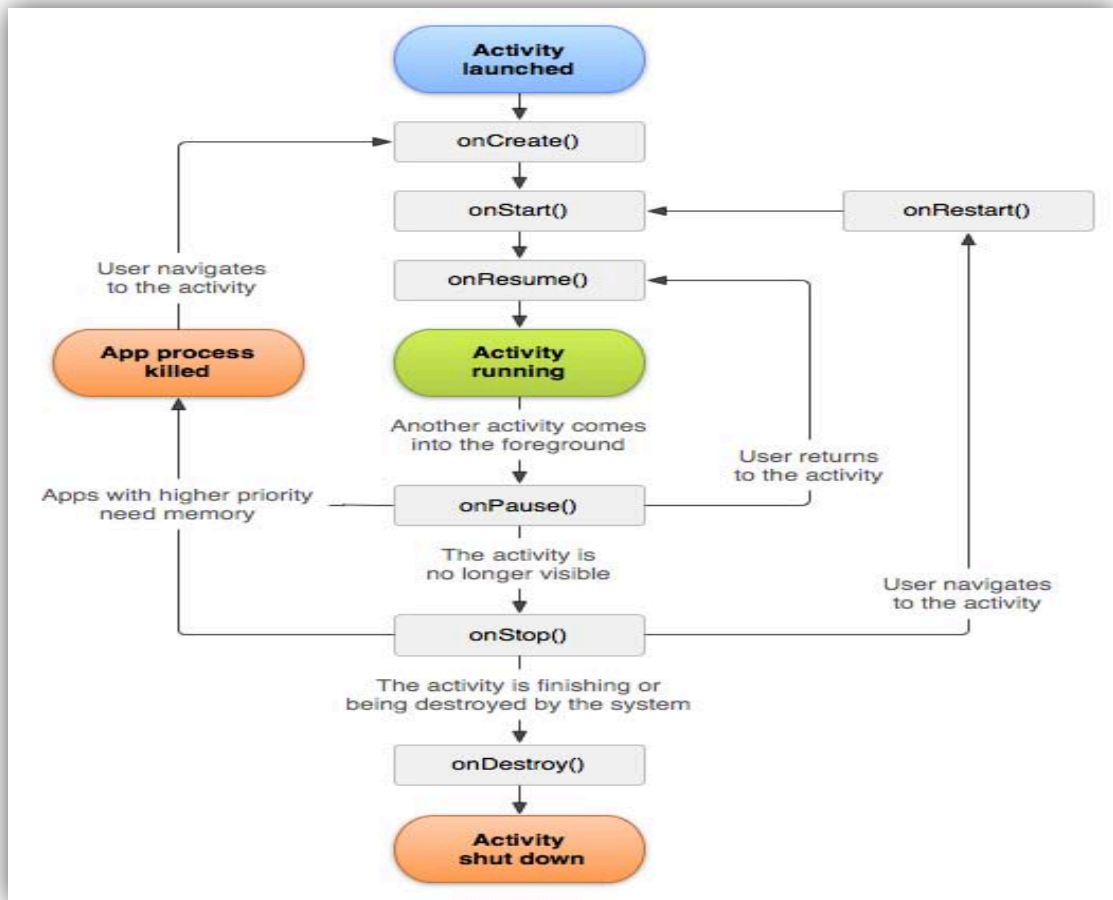 Activity
launched
onCreate()
onStart()
onRestart()
onResume()
User navigates
to the activity
App process
killed
Activity
running
Another activity comes
into the foreground
User returns
to the activity
Apps with higher priority
need memory
onPause()
The activity is
no longer visible
User navigates
to the activity
onStop()
The activity is finishing or
being destroyed by the system
onDestroy()
Activity
shut down